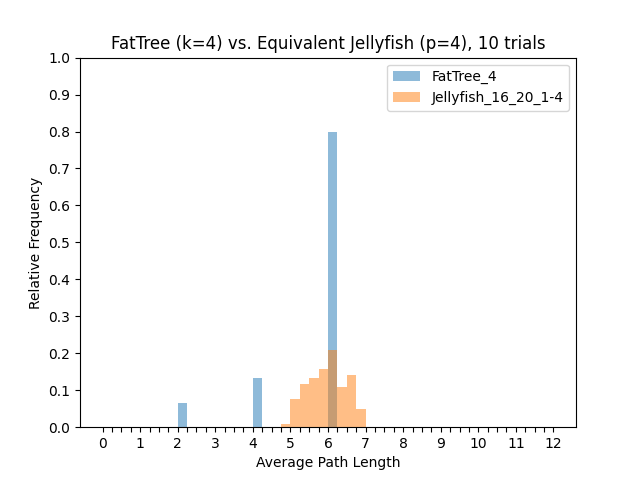 FatTree (k=4) vs. Equivalent Jellyfish (p=4), 10 trials
FatTree_4
Jellyfish_16_20_1-4
1.0
0.9
0.8
0.7
0.6
0.5
0.4
0.3
0.2
0.1
0.0
Relative Frequency
0 1 2 3 4 5 6 7 8 9 10 11 12
Average Path Length